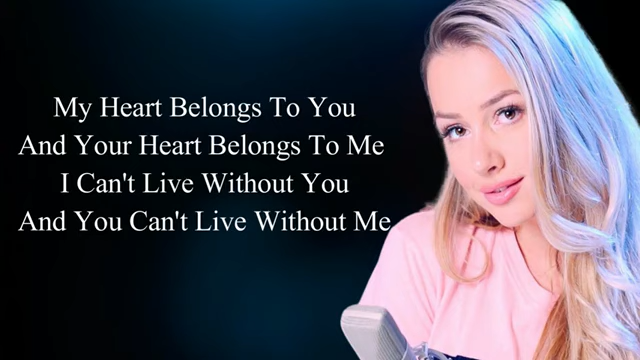 My Heart Belongs To You
And Your Heart Belongs To Me
I Can't Live Without You
And You Can't Live Without Me